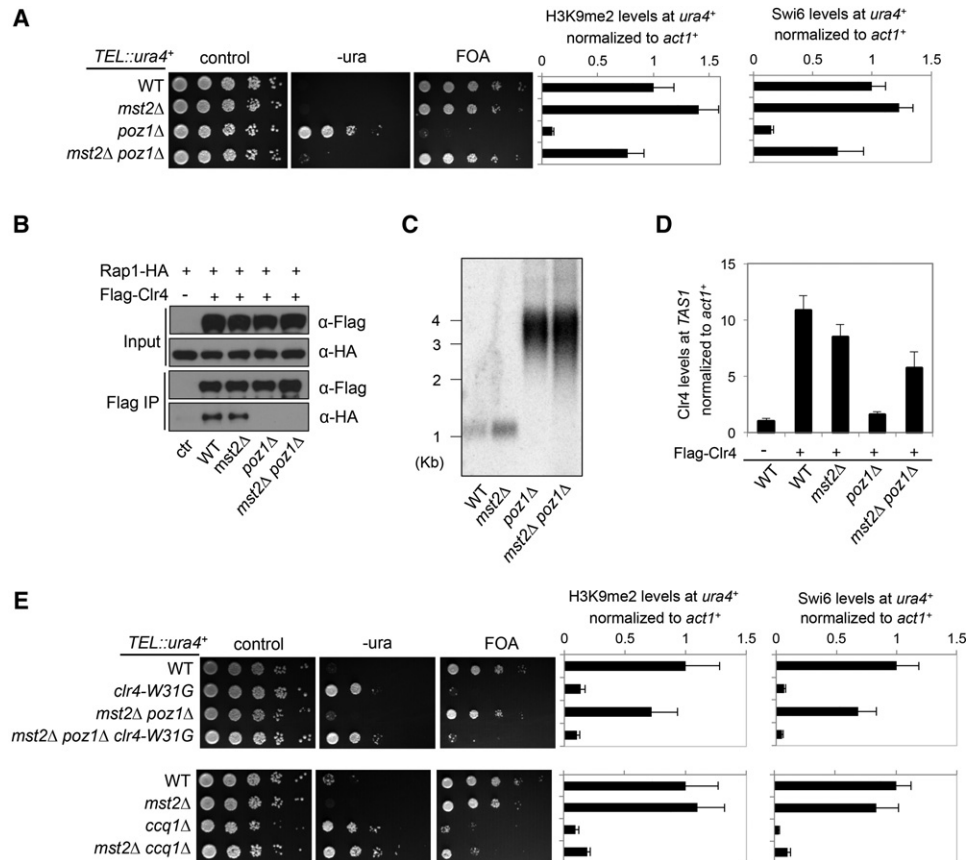 A
TEL::ura4+
control
-ura
FOA
H3K9me2 levels at ura4+
normalized to act1+
0 0.5 1 1.5
Swi6 levels at ura4+
normalized to act1+
0 0.5 1 1.5
WT
mst2Δ
poz1Δ
mst2Δ poz1Δ
B
Rap1-HA + + + + +
Flag-Clr4 - + + + +
Input
α-Flag
α-HA
Flag IP
α-Flag
α-HA
ctr
WT
mst2Δ
poz1Δ
mst2Δ poz1Δ
C
4
3
2
1
(Kb)
WT
mst2Δ
poz1Δ
mst2Δ poz1Δ
D
Clr4 levels at TAS1
normalized to act1+
15
10
5
0
Flag-Clr4 - + + + +
WT
WT
mst2Δ
poz1Δ
mst2Δ poz1Δ
E
TEL::ura4+
control
-ura
FOA
H3K9me2 levels at ura4+
normalized to act1+
0 0.5 1 1.5
Swi6 levels at ura4+
normalized to act1+
0 0.5 1 1.5
WT
clr4-W31G
mst2Δ poz1Δ
mst2Δ poz1Δ clr4-W31G
WT
mst2Δ
ccq1Δ
mst2Δ ccq1Δ